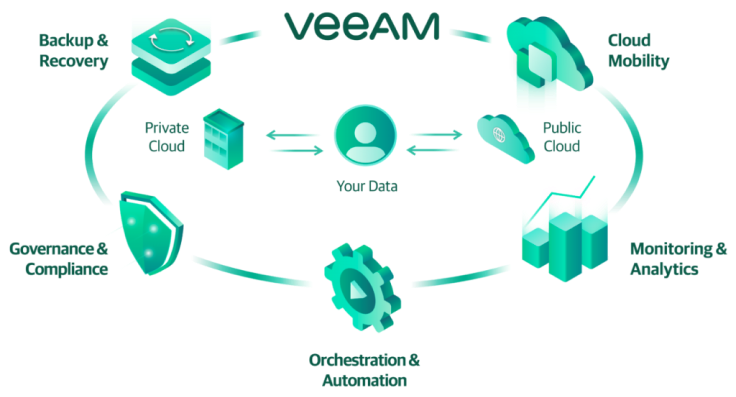 VEEAM
Backup &
Recovery
Cloud
Mobility
Private
Cloud
Your Data
Public
Cloud
Governance &
Compliance
Monitoring &
Analytics
Orchestration &
Automation